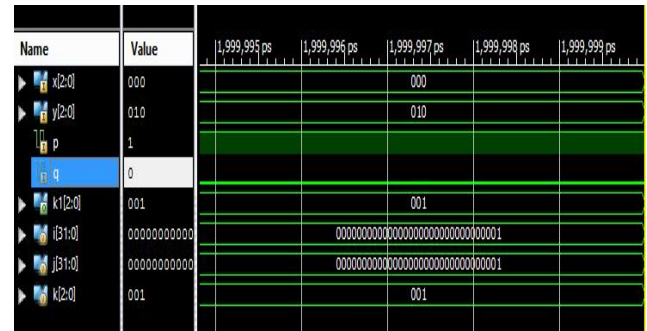 Name Value 1,999,995 ps 1,999,996 ps 1,999,997 ps 1,999,998 ps 1,999,999 ps
x[2:0] 000 000
y[2:0] 010 010
p 1
q 0
k1[2:0] 001 001
i[31:0] 00000000000 00000000000000000000000000000001
j[31:0] 00000000000 00000000000000000000000000000001
k[2:0] 001 001